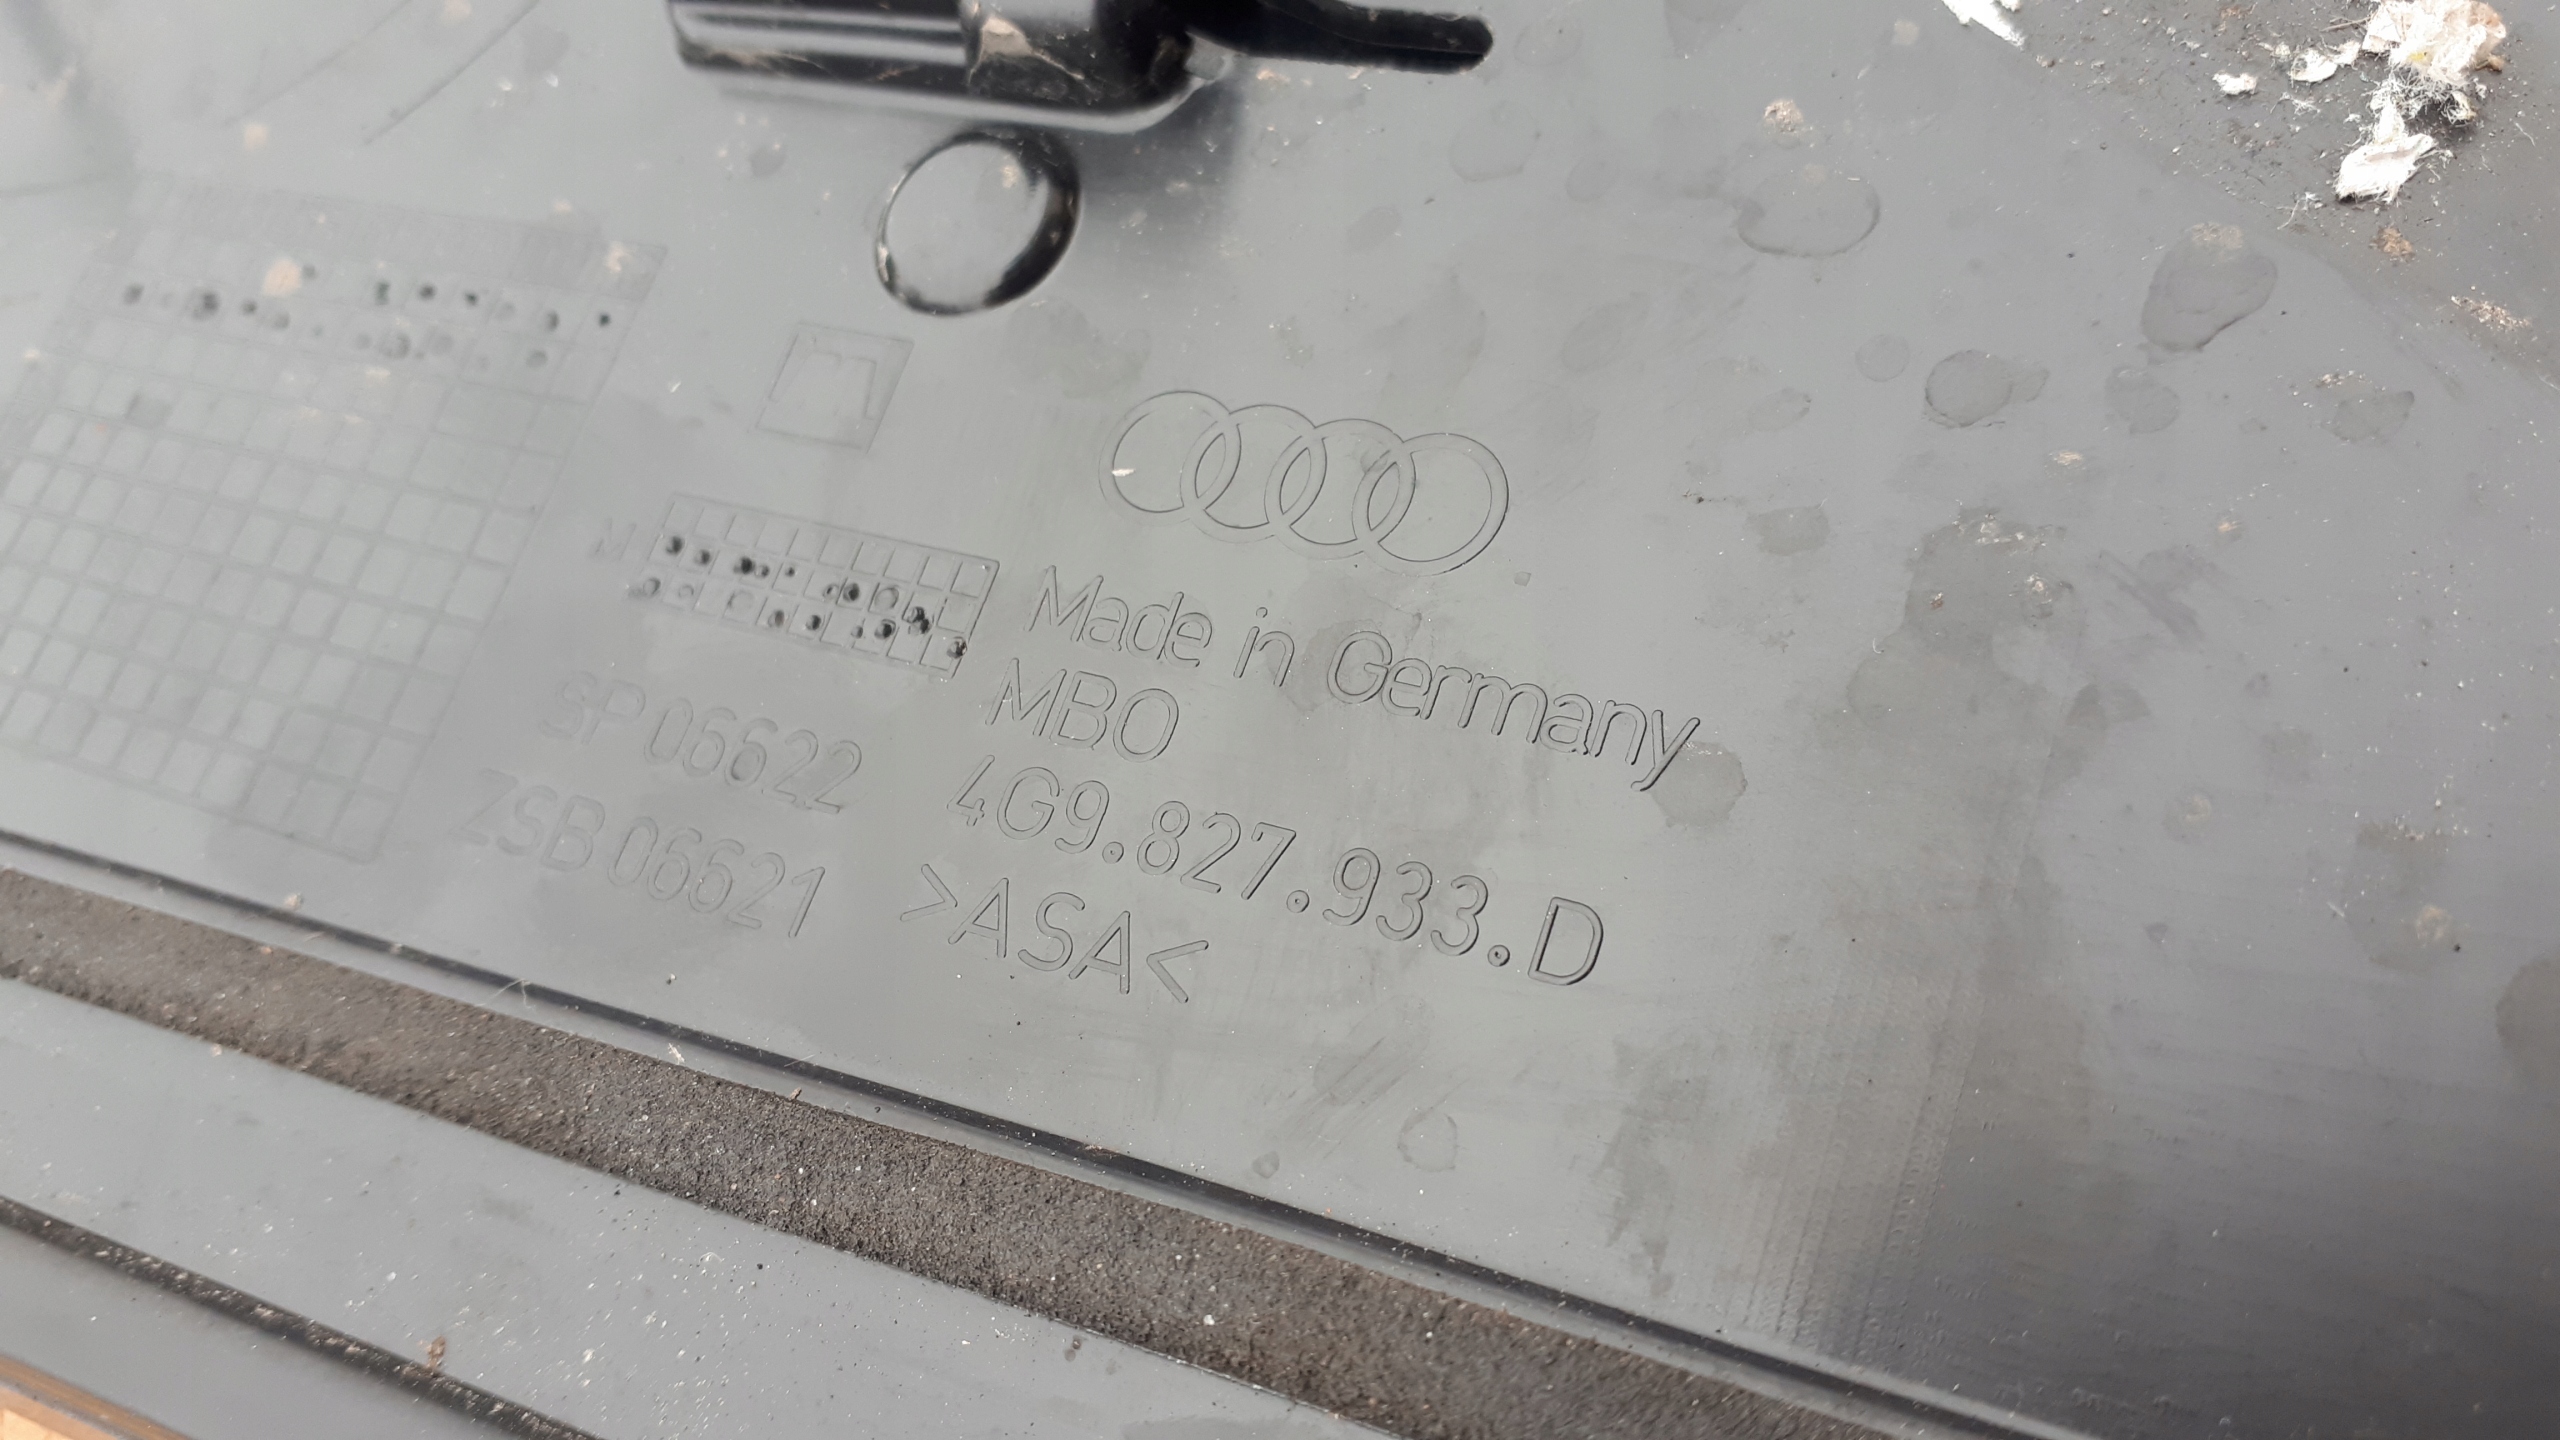 Made in Germany
MBO
4G9.827.933.D
>ASA<
M
SP 06622
ZSB 06621